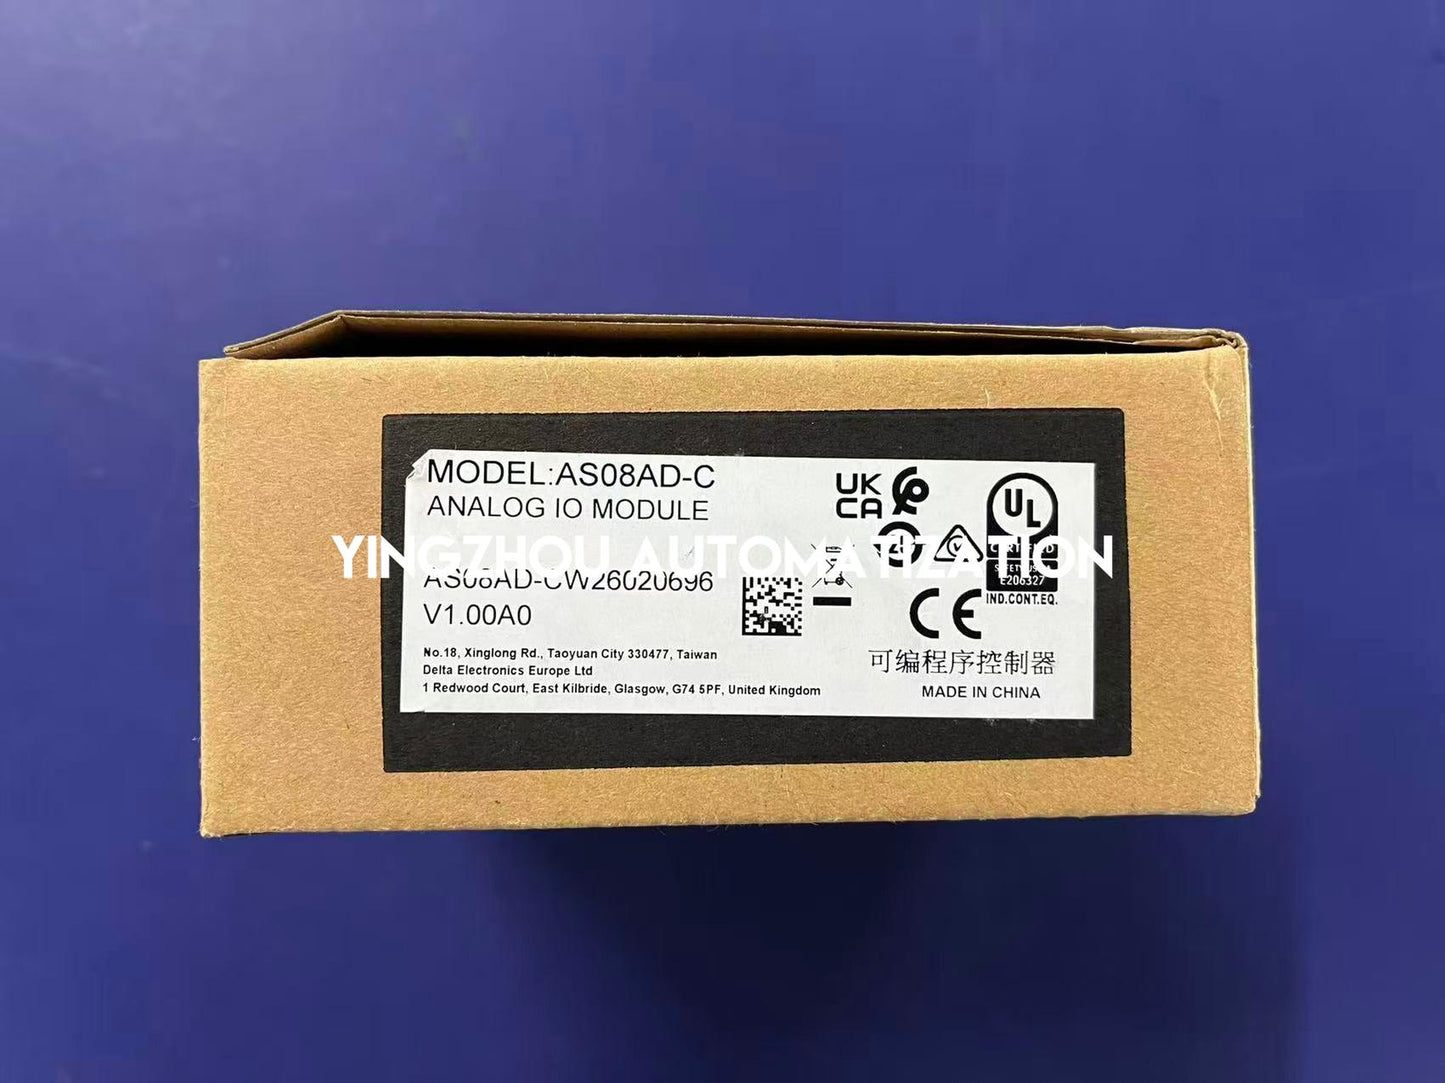 MODEL:AS08AD-C
ANALOG IO MODULE
UK
CA
UL
YINGZHOU AUTOMATIZATION
AS08AD-CW26020696
V1.00A0
E206327
IND.CONT.EQ.
CE
No.18, Xinglong Rd., Taoyuan City 330477, Taiwan
Delta Electronics Europe Ltd
1 Redwood Court, East Kilbride, Glasgow, G74 5PF, United Kingdom
可编程序控制器
MADE IN CHINA